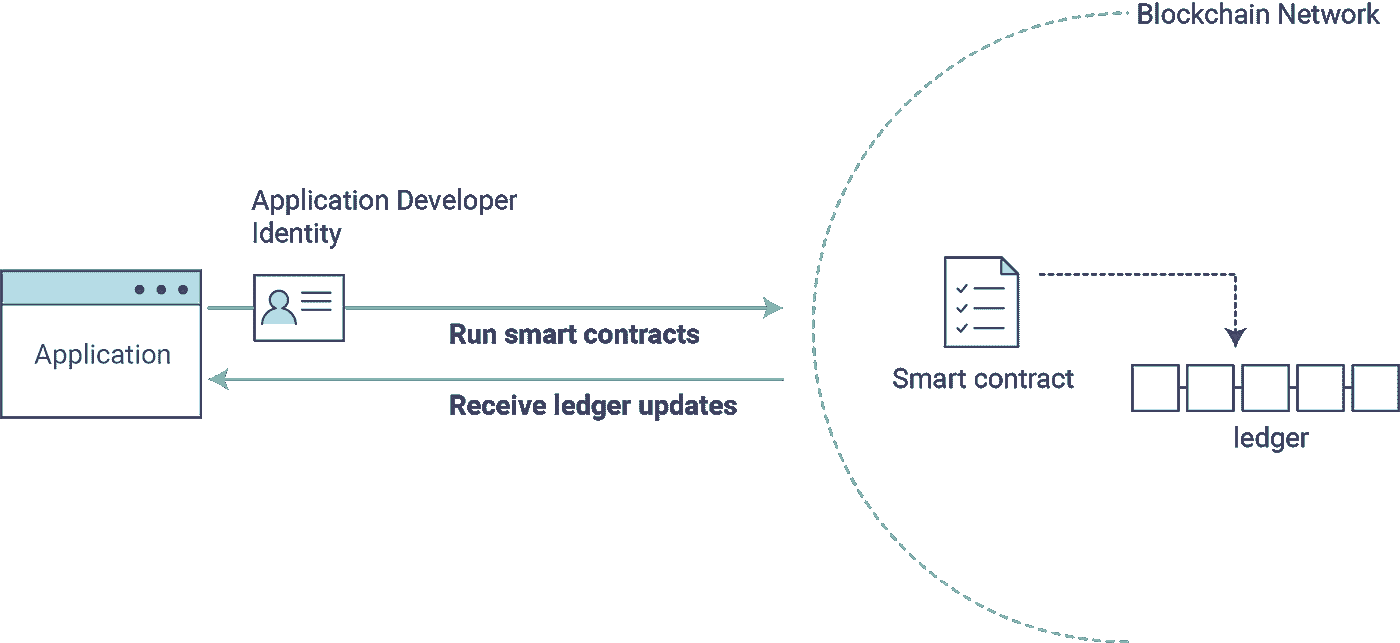 Blockchain Network
Application Developer
Identity
Application
Run smart contracts
Receive ledger updates
Smart contract
ledger